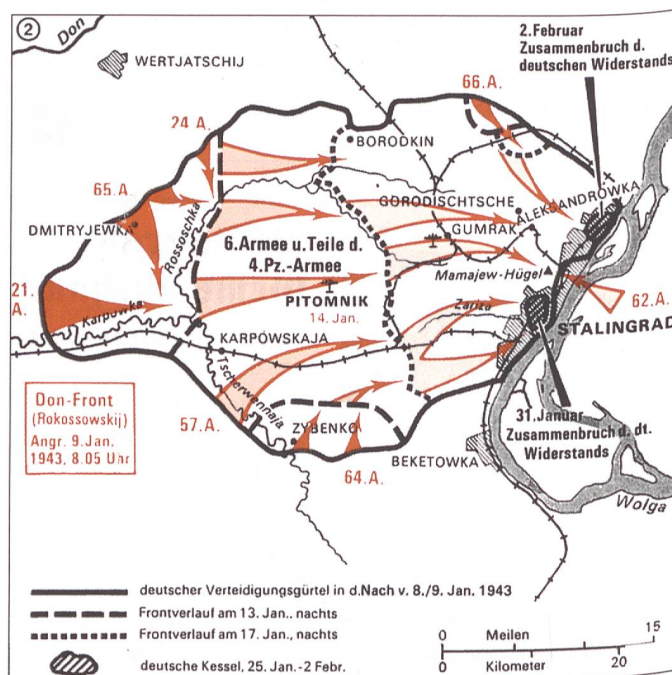 2
Don
WERTJATSCHIJ
2.Februar
Zusammenbruch d.
deutschen Widerstands
66.A.
24 A.
BORODKIN
65.A.
DMITRYJEWKA
Rossoschka
GORODISCHTSCHE
ALEKSANDROWKA
GUMRAK
6.Armee u.Teile d.
4.Pz.-Armee
Mamajew-Hügel
21.
A.
Karpowka
PITOMNIK
14. Jan.
Zariza
62.A.
STALINGRAD
KARPÓWSKAJA
Tscherwennaja
Don-Front
(Rokossowskij)
Angr. 9.Jan.
1943, 8.05 Uhr
57.A.
ZYBENKO
64.A.
31.Januar
Zusammenbruch d. dt.
Widerstands
BEKETOWKA
Wolga
deutscher Verteidigungsgürtel in d.Nach v. 8./9. Jan. 1943
Frontverlauf am 13. Jan., nachts
Frontverlauf am 17. Jan., nachts
deutsche Kessel, 25. Jan.-2 Febr.
0 Meilen 15
0 Kilometer 20